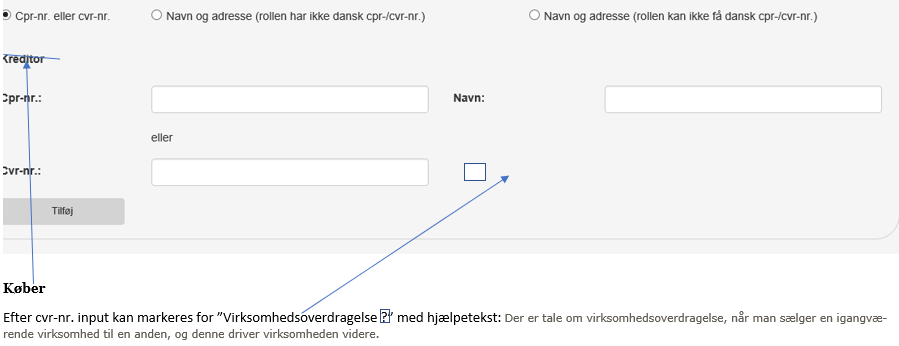 Cpr-nr. eller cvr-nr. Navn og adresse (rollen har ikke dansk cpr-/cvr-nr.) Navn og adresse (rollen kan ikke få dansk cpr-/cvr-nr.)
Kreditor
Cpr-nr.: Navn:
eller
Cvr-nr.:
Tilføj
Køber
Efter cvr-nr. input kan markeres for ”Virksomhedsoverdragelse ?” med hjælpetekst: Der er tale om virksomhedsoverdragelse, når man sælger en igangvæ-
rende virksomhed til en anden, og denne driver virksomheden videre.